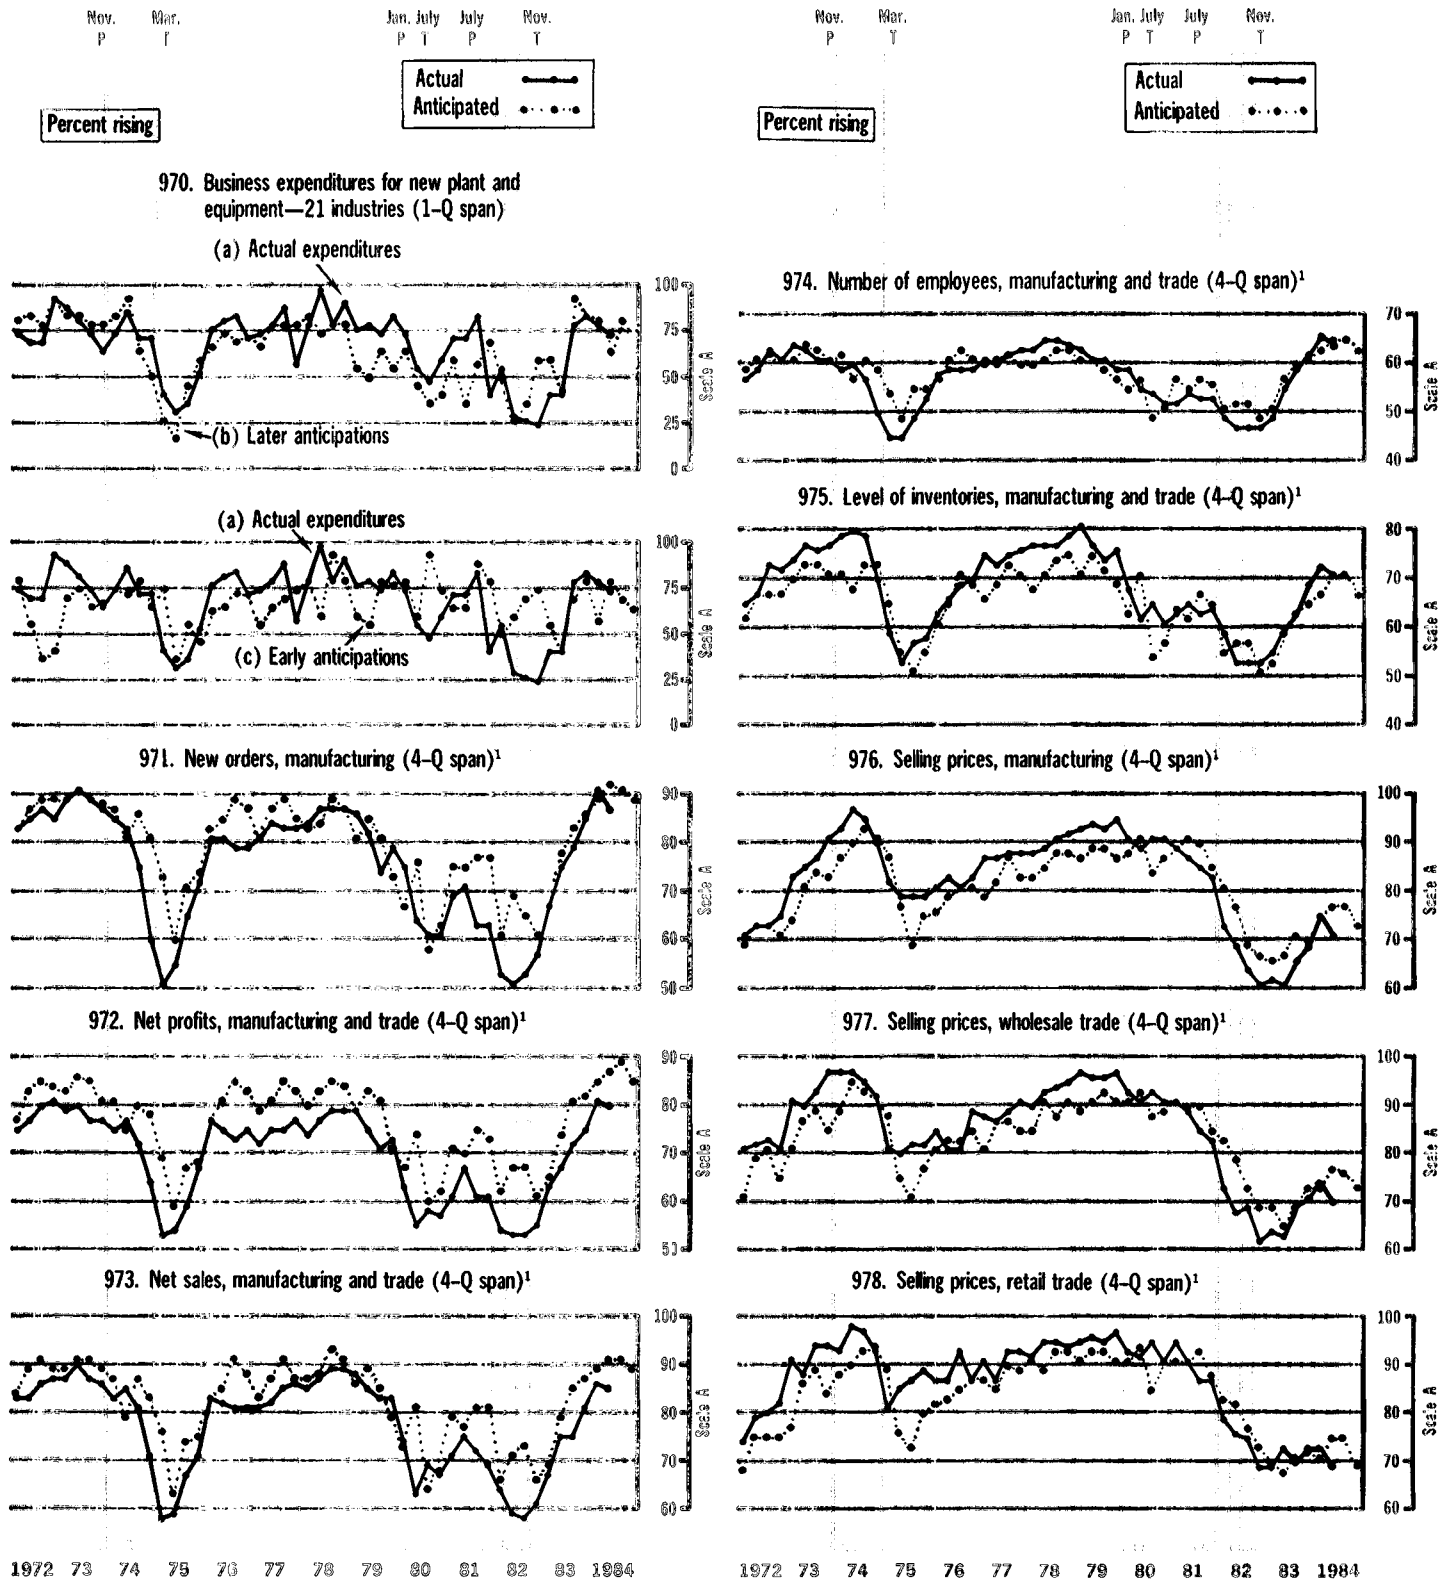 Nov. Mar. Jan. July July Nov.
P T P T P T
Actual
Anticipated
Percent rising
970. Business expenditures for new plant and
equipment—21 industries (1-Q span)
(a) Actual expenditures
100
75
50
25
0
Scale A
(b) Later anticipations
(a) Actual expenditures
100
75
50
25
0
Scale A
(c) Early anticipations
971. New orders, manufacturing (4-Q span)¹
90
80
70
60
50
Scale A
972. Net profits, manufacturing and trade (4-Q span)¹
90
80
70
60
50
Scale A
973. Net sales, manufacturing and trade (4-Q span)¹
100
90
80
70
60
Scale A
1972 73 74 75 76 77 78 79 80 81 82 83 1984
Nov. Mar. Jan. July July Nov.
P T P T P T
Actual
Anticipated
Percent rising
974. Number of employees, manufacturing and trade (4-Q span)¹
70
60
50
40
Scale A
975. Level of inventories, manufacturing and trade (4-Q span)¹
80
70
60
50
40
Scale A
976. Selling prices, manufacturing (4-Q span)¹
100
90
80
70
60
Scale A
977. Selling prices, wholesale trade (4-Q span)¹
100
90
80
70
60
Scale A
978. Selling prices, retail trade (4-Q span)¹
100
90
80
70
60
Scale A
1972 73 74 75 76 77 78 79 80 81 82 83 1984